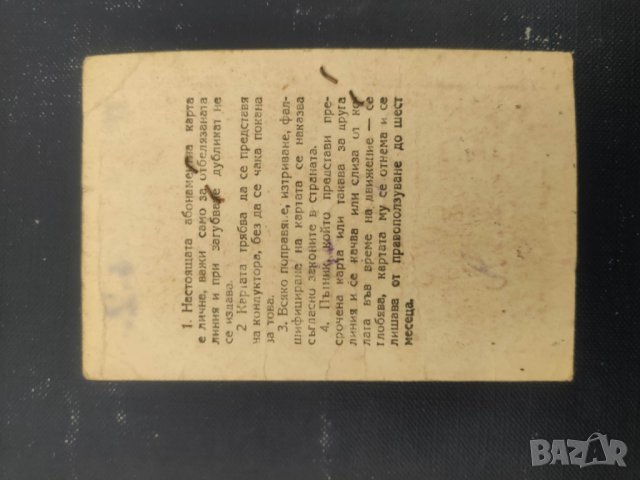 1. Настоящата абонаментна карта
е лична, важи само за отбелязаната
линия и при загубване дубликат не
се издава.
2 Картата трябва да се представя
на кондуктора, без да се чака покана
за това.
3. Всяко поправяне, изтриване, фал-
шифициране на картата се наказва
съгласно законите в страната.
4. Пътник, който представи пре-
срочена карта или такава за друга
линия и се качва или слиза от ко-
лата във време на движение — се
глобява, картата му се отнема и се
лишава от правоползуване до шест
месеца.
BAZAR